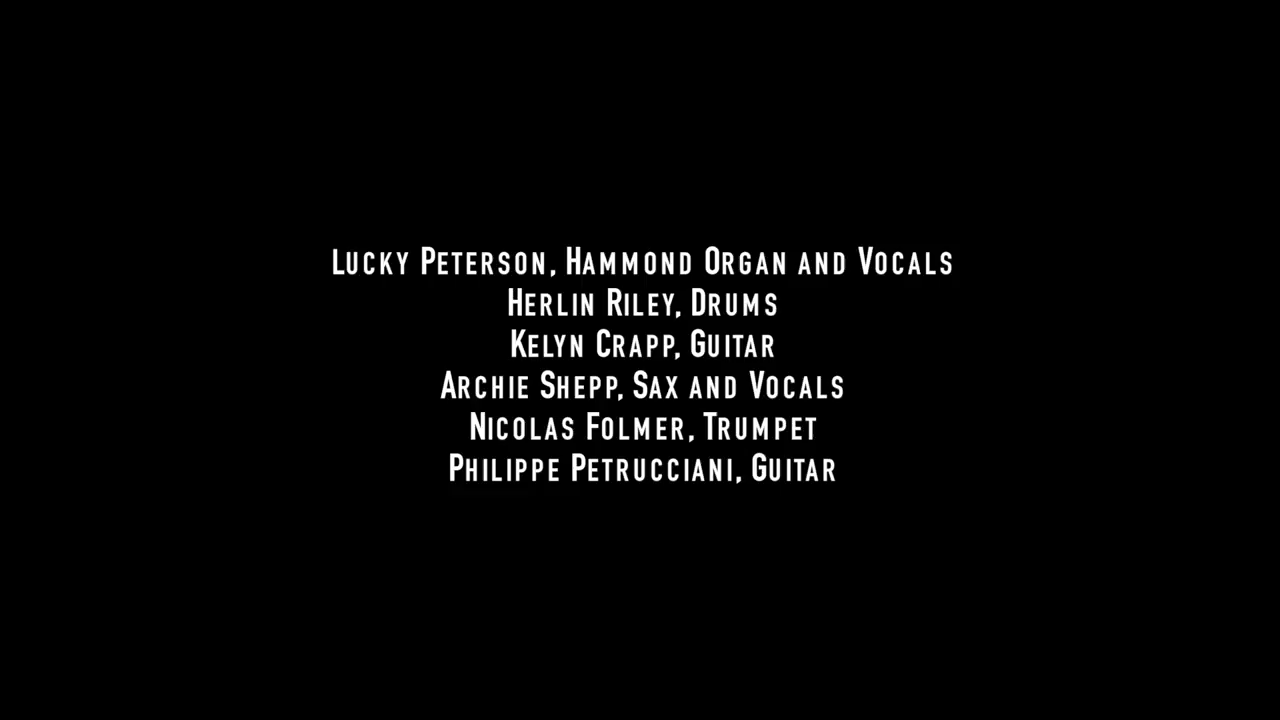 Lucky Peterson, Hammond Organ and Vocals
Herlin Riley, Drums
Kelyn Crapp, Guitar
Archie Shepp, Sax and Vocals
Nicolas Folmer, Trumpet
Philippe Petrucciani, Guitar